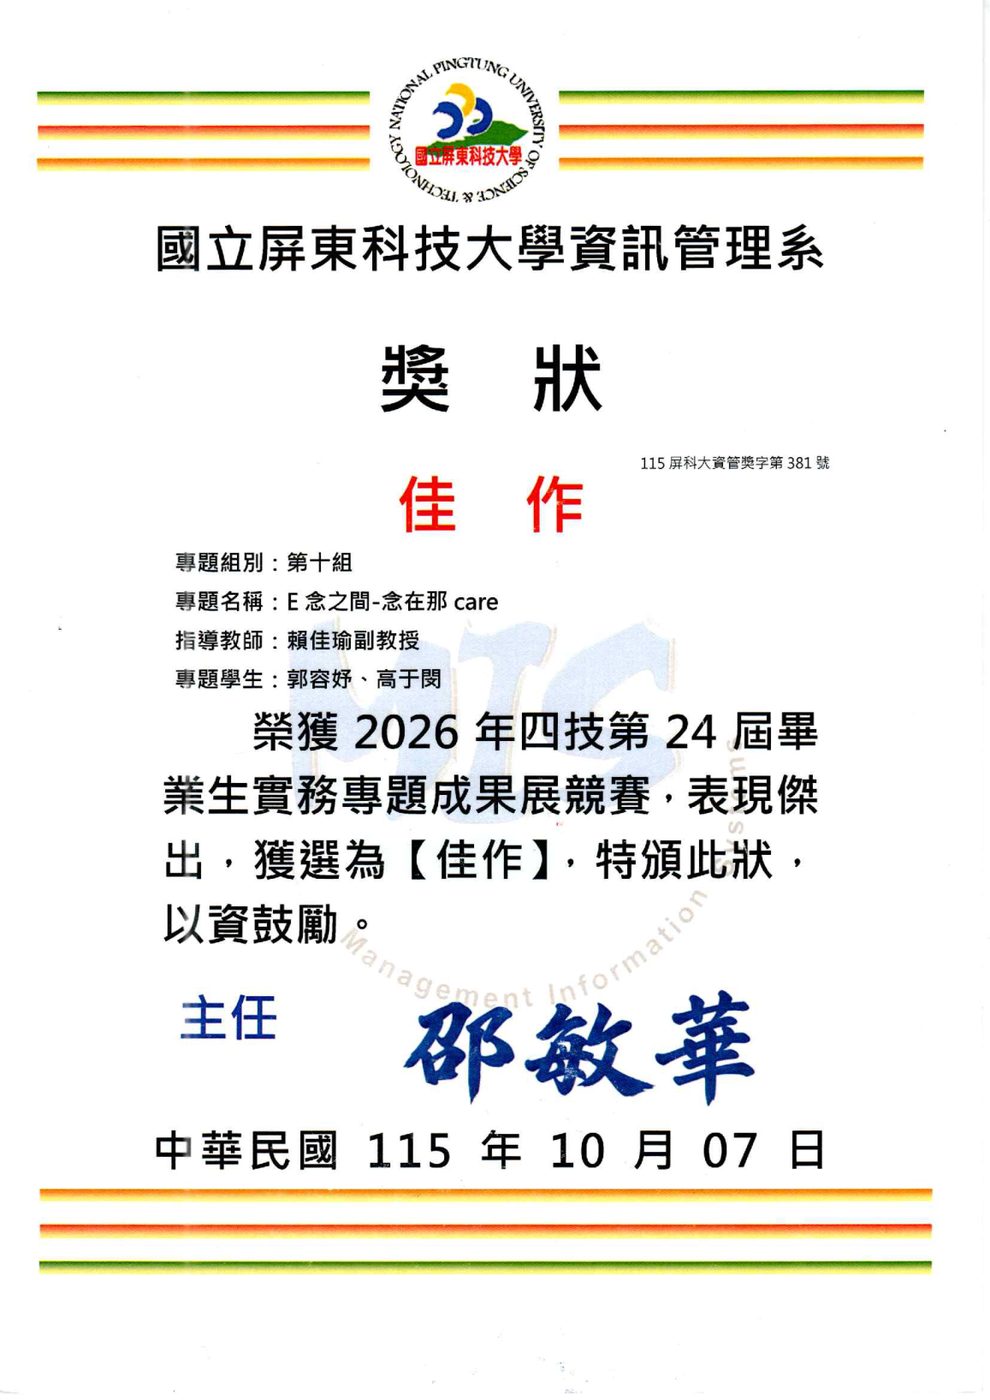 NATIONAL PINGTUNG UNIVERSITY OF SCIENCE & TECHNOLOGY
國立屏東科技大學
國立屏東科技大學資訊管理系
獎 狀
115 屏科大資管獎字第 381 號
佳 作
專題組別：第十組
專題名稱：E 念之間-念在那 care
指導教師：賴佳瑜副教授
專題學生：郭容妤、高于閔
榮獲 2026 年四技第 24 屆畢
業生實務專題成果展競賽，表現傑
出，獲選為【佳作】，特頒此狀，
以資鼓勵。
MIS
Management Information Systems
主任 邵敏華
中華民國 115 年 10 月 07 日